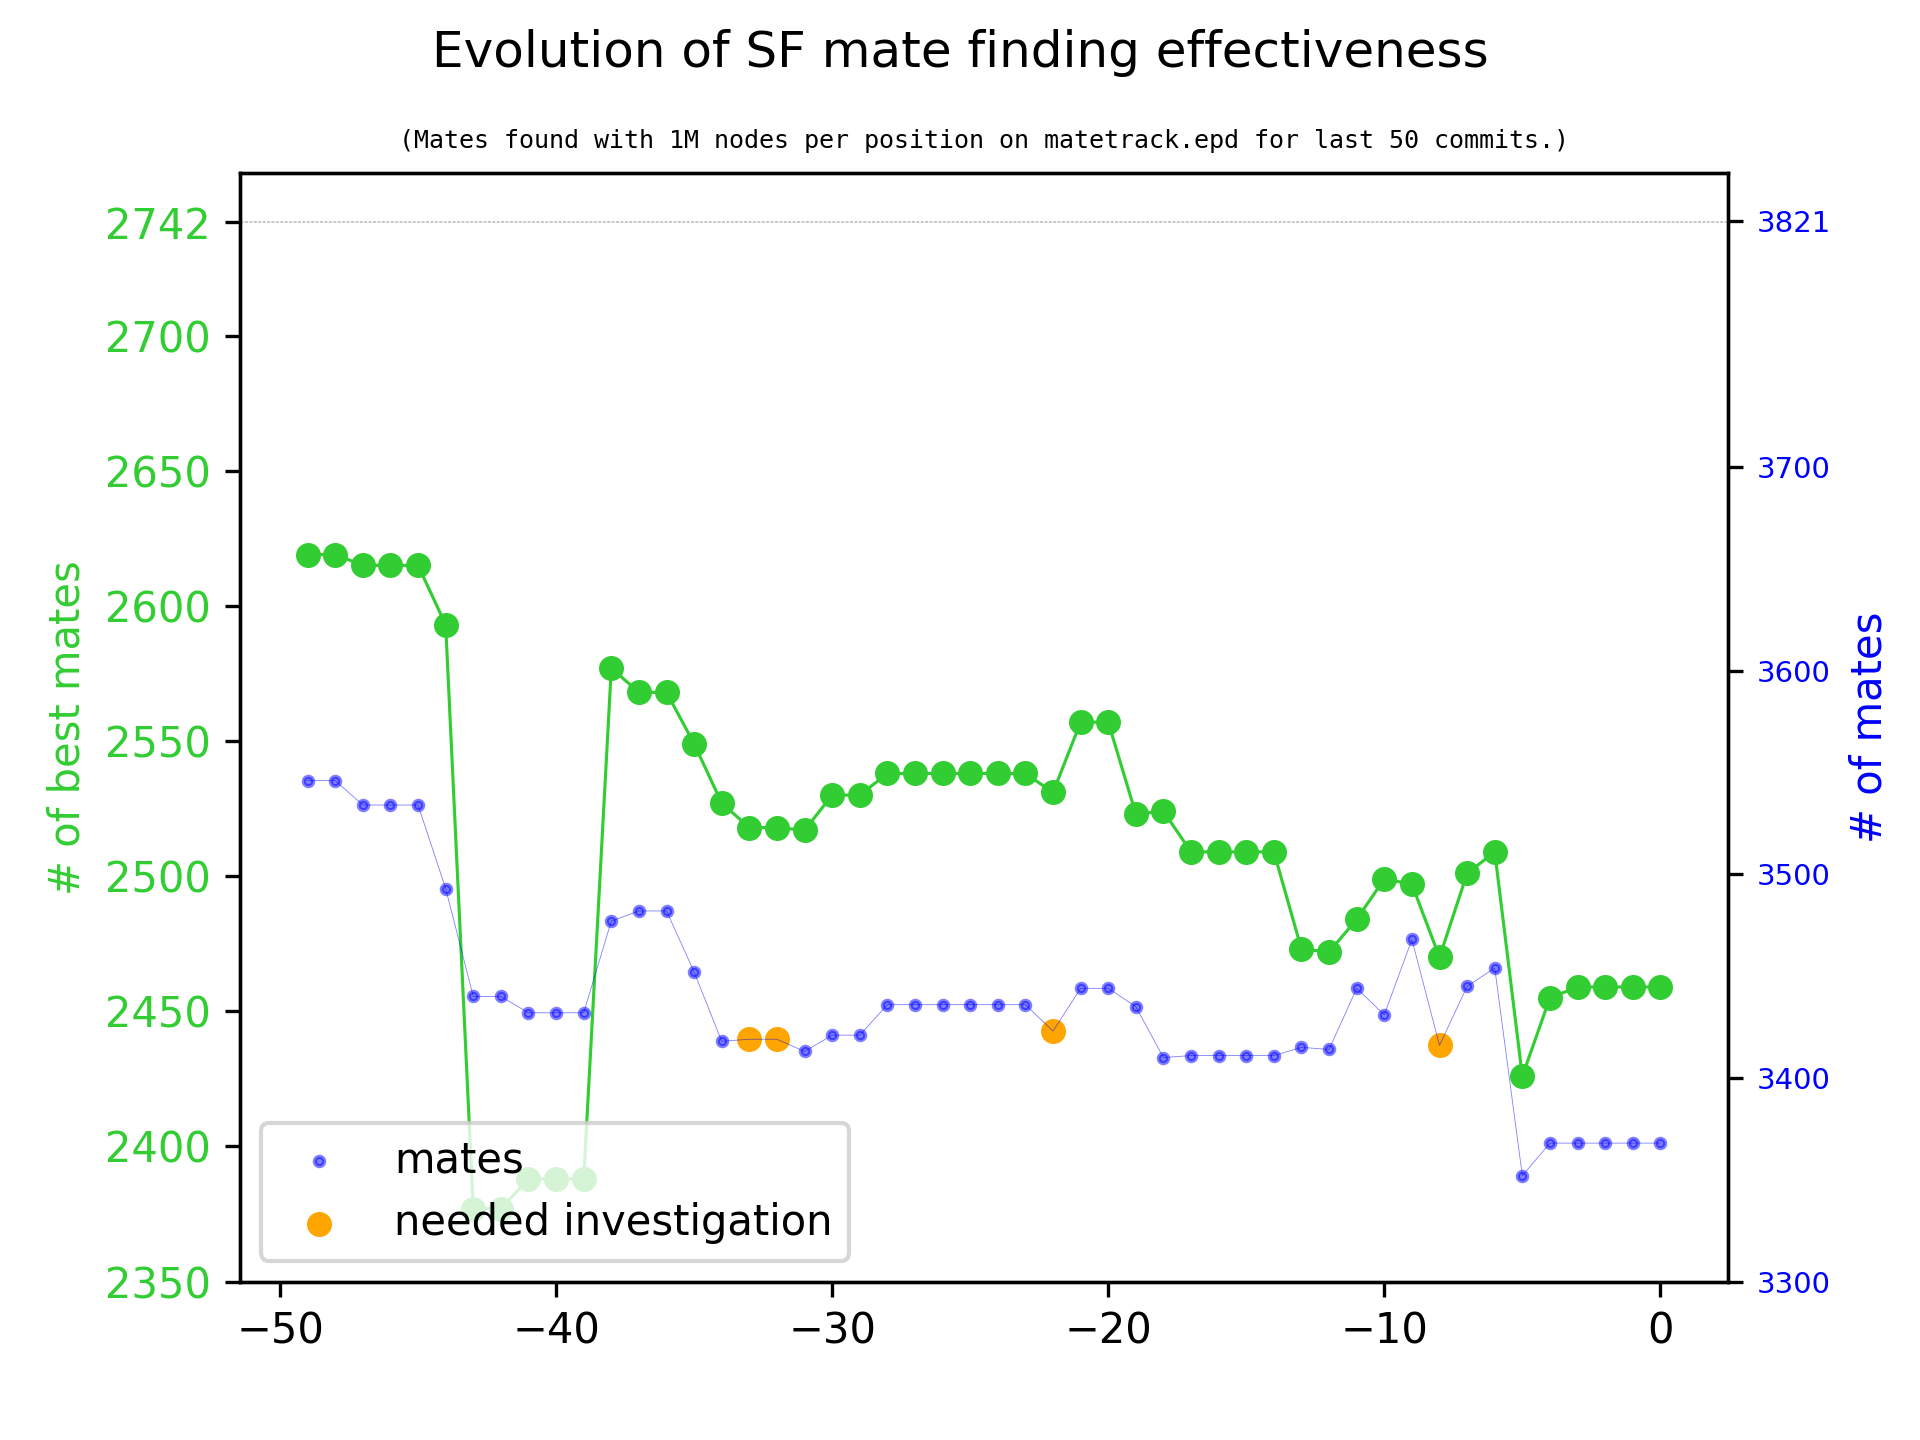 Evolution of SF mate finding effectiveness
(Mates found with 1M nodes per position on matetrack.epd for last 50 commits.)
# of best mates
2742
2700
2650
2600
2550
2500
2450
2400
2350
3821
3700
3600
3500
3400
3300
# of mates
mates
needed investigation
−50 −40 −30 −20 −10 0